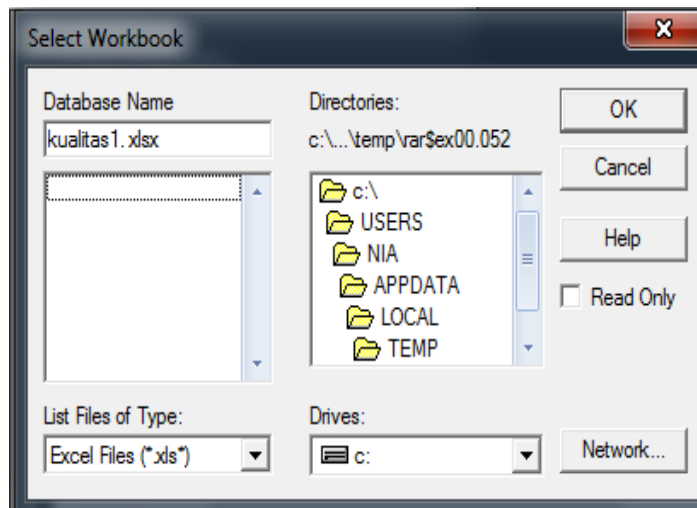 Select Workbook
Database Name
kualitas1.xlsx
Directories:
c:\...\temp\rar$ex00.052
c:\
USERS
NIA
APPDATA
LOCAL
TEMP
OK
Cancel
Help
Read Only
List Files of Type:
Excel Files (*.xls*)
Drives:
c:
Network...